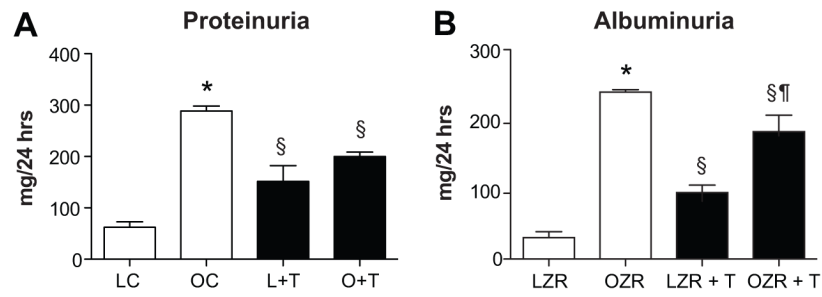 A
Proteinuria
mg/24 hrs
400
300
200
100
0
*
§
§
LC OC L+T O+T
B
Albuminuria
mg/24 hrs
300
200
100
0
*
§
§¶
LZR OZR LZR + T OZR + T